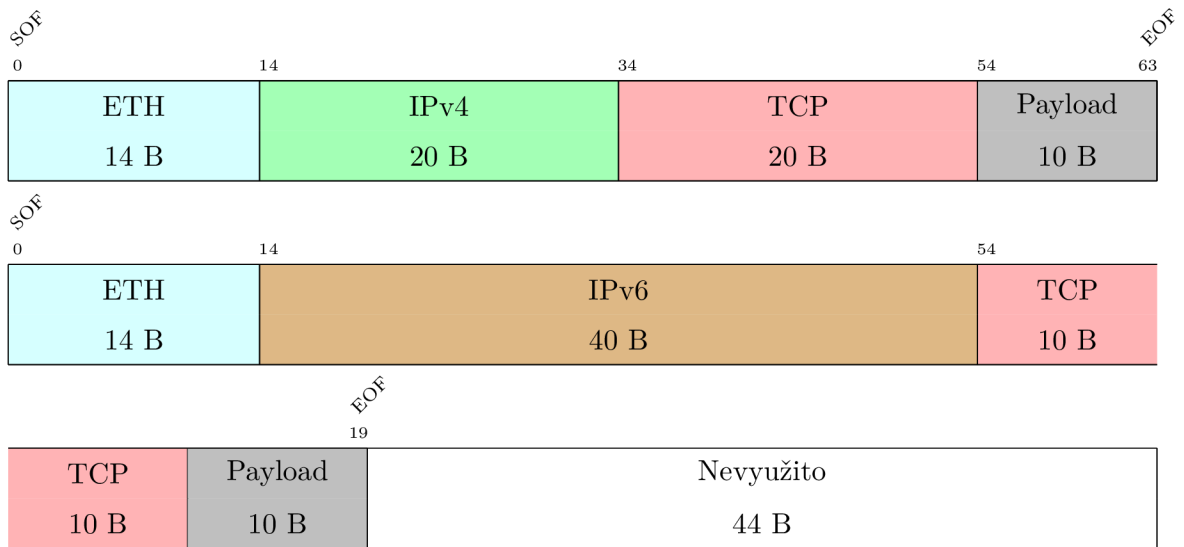 SOF EOF
0 14 34 54 63
ETH IPv4 TCP Payload
14 B 20 B 20 B 10 B
SOF
0 14 54
ETH IPv6 TCP
14 B 40 B 10 B
EOF
19
TCP Payload Nevyužito
10 B 10 B 44 B